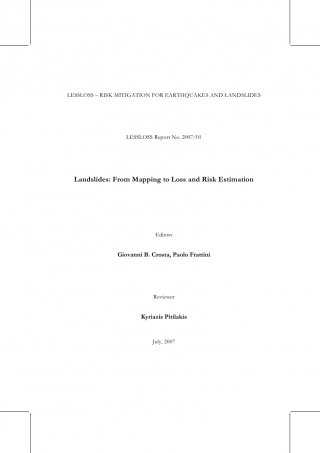 LESSLOSS – RISK MITIGATION FOR EARTHQUAKES AND LANDSLIDES
LESSLOSS Report No. 2007/01
Landslides: From Mapping to Loss and Risk Estimation
Editors
Giovanni B. Crosta, Paolo Frattini
Reviewer
Kyriazis Pitilakis
July, 2007